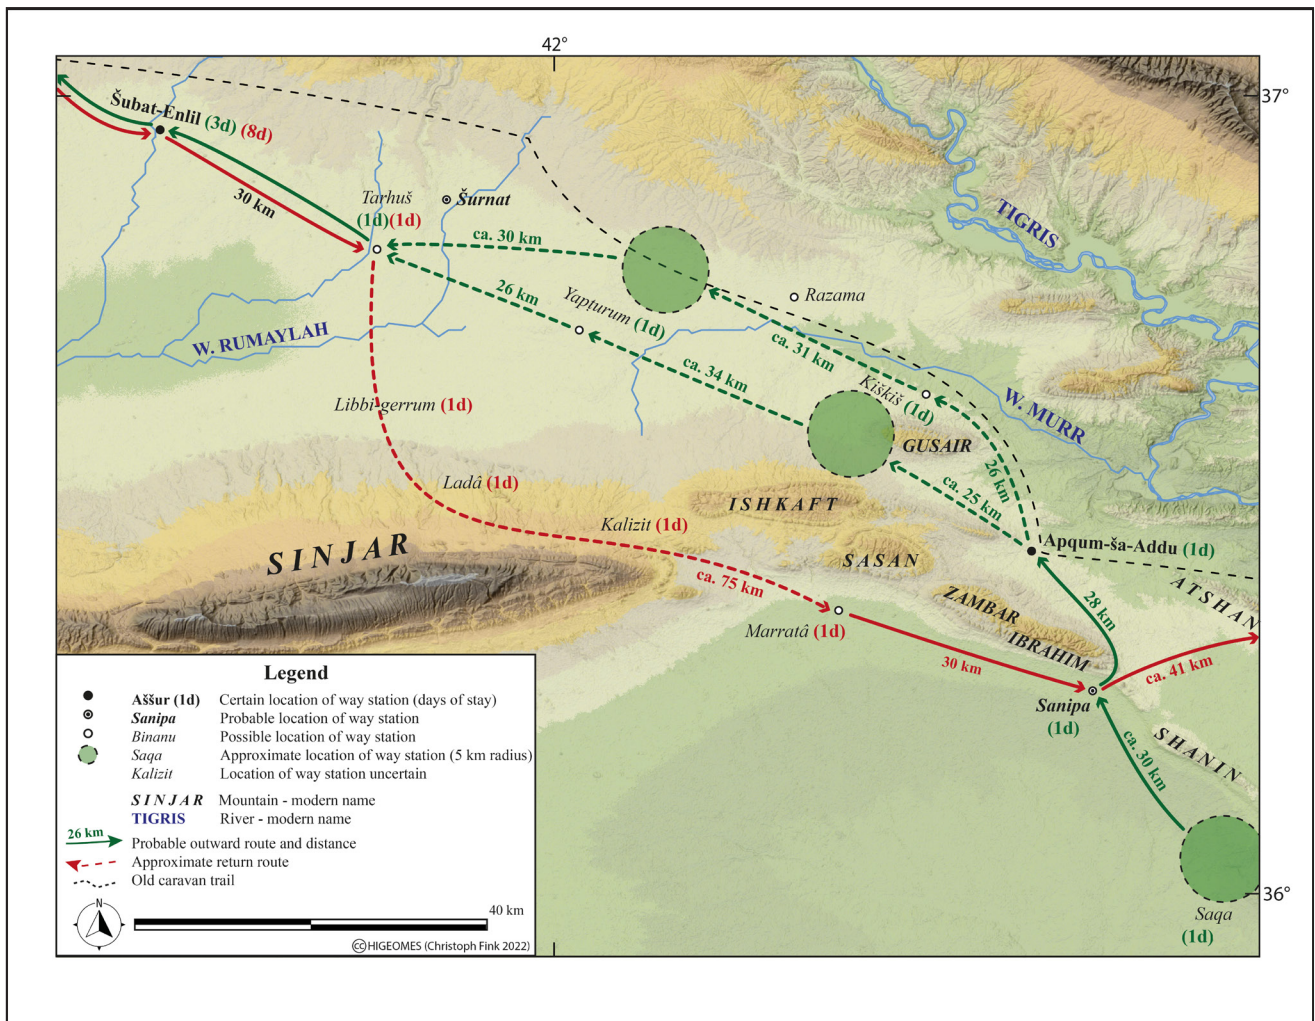 42°
37°
Šubat-Enlil (3d) (8d)
30 km
Tarhuš
(1d)(1d)
Šurnat
ca. 30 km
TIGRIS
26 km
Yapṭurum (1d)
Razama
W. RUMAYLAH
ca. 31 km
ca. 34 km
Kiškiš
(1d)
W. MURR
Libbi-gerrum (1d)
GUSAIR
26 km
Ladâ (1d)
ca. 25 km
ISHKAFT
Kalizit (1d)
SINJAR
SASAN
Apqum-ša-Addu (1d)
ca. 75 km
ATSHAN
ZAMBAR
28 km
Marratâ (1d)
IBRAHIM
30 km
ca. 41 km
Sanipa
(1d)
ca. 30 km
SHANIN
36°
Saqa
(1d)
Legend
Aššur (1d) Certain location of way station (days of stay)
Sanipa Probable location of way station
Binanu Possible location of way station
Saqa Approximate location of way station (5 km radius)
Kalizit Location of way station uncertain
SINJAR Mountain - modern name
TIGRIS River - modern name
26 km
Probable outward route and distance
Approximate return route
Old caravan trail
N
40 km
CC HIGEOMES (Christoph Fink 2022)